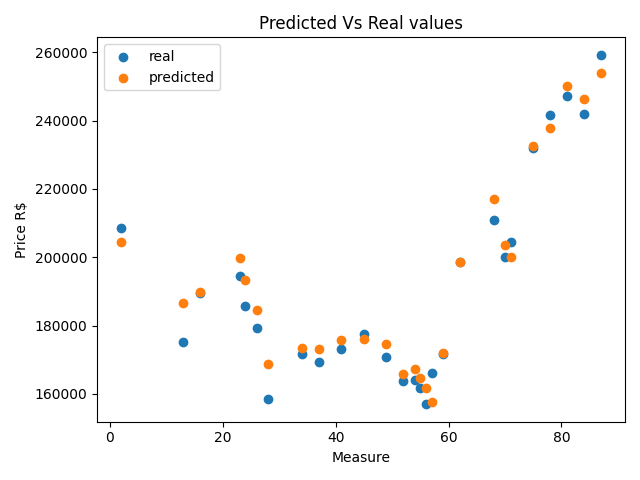 Predicted Vs Real values
real
predicted
Price R$
260000
240000
220000
200000
180000
160000
0 20 40 60 80
Measure